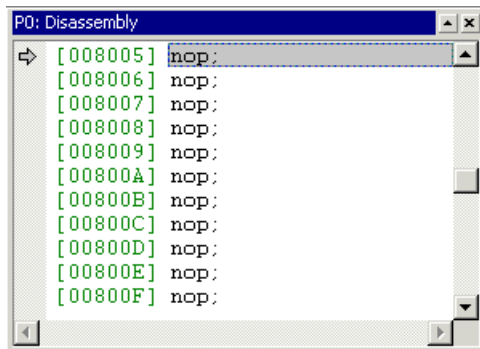 P0: Disassembly
[008005] nop;
[008006] nop;
[008007] nop;
[008008] nop;
[008009] nop;
[00800A] nop;
[00800B] nop;
[00800C] nop;
[00800D] nop;
[00800E] nop;
[00800F] nop;